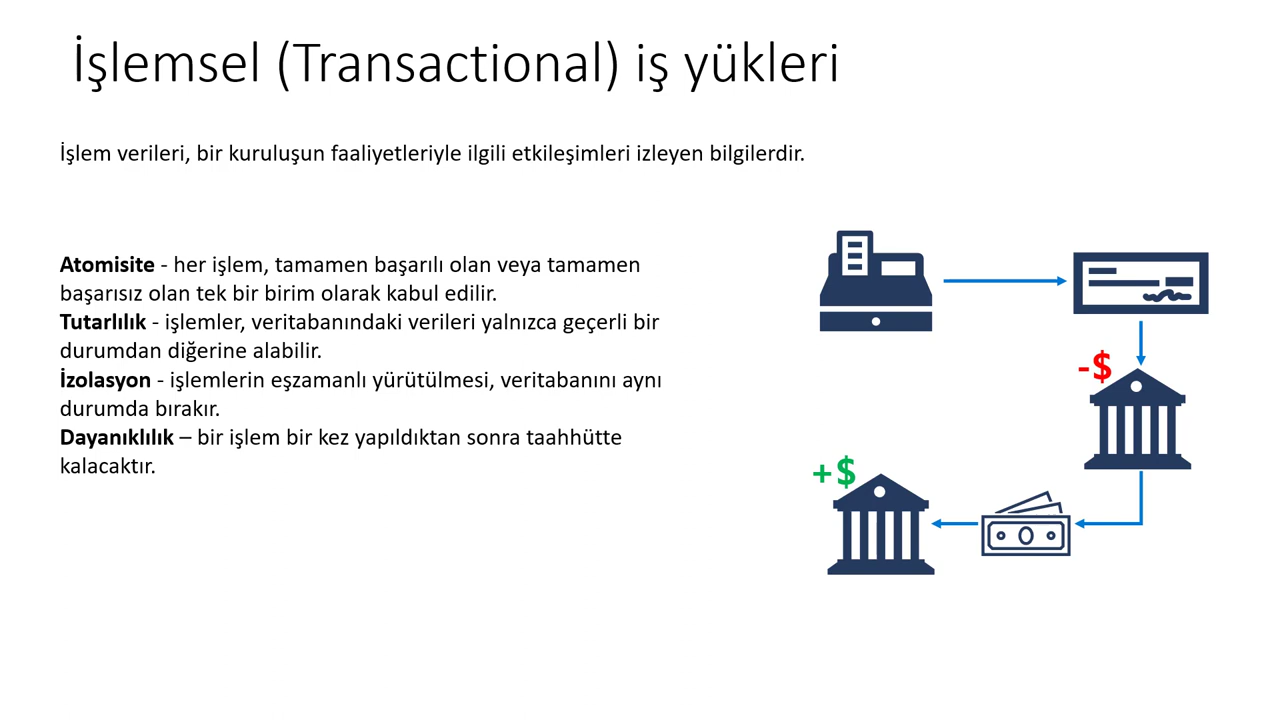 İşlemsel (Transactional) iş yükleri
İşlem verileri, bir kuruluşun faaliyetleriyle ilgili etkileşimleri izleyen bilgilerdir.
Atomisite - her işlem, tamamen başarılı olan veya tamamen
başarısız olan tek bir birim olarak kabul edilir.
Tutarlılık - işlemler, veritabanındaki verileri yalnızca geçerli bir
durumdan diğerine alabilir.
İzolasyon - işlemlerin eşzamanlı yürütülmesi, veritabanını aynı
durumda bırakır.
Dayanıklılık – bir işlem bir kez yapıldıktan sonra taahhütte
kalacaktır.
-$
+$